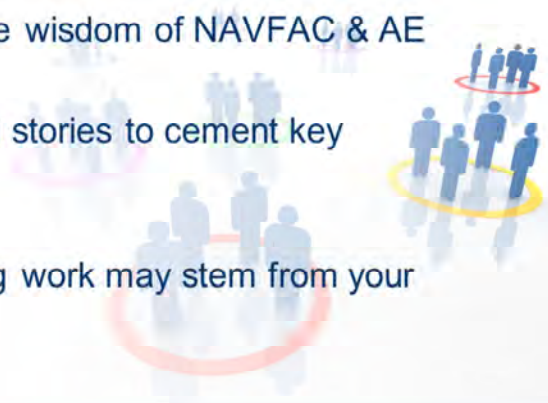 wisdom of NAVFAC & AE
stories to cement key
work may stem from your